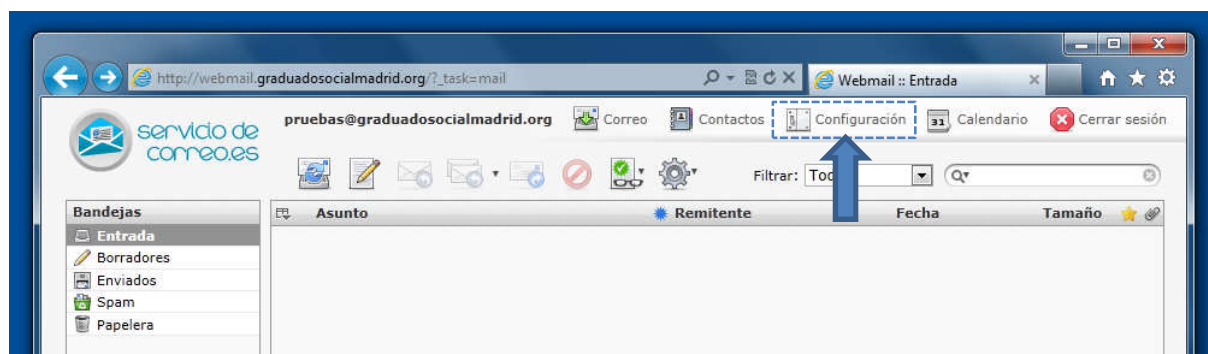 http://webmail.graduadosocialmadrid.org/?_task=mail
Webmail :: Entrada
servicio de
correo.es
pruebas@graduadosocialmadrid.org
Correo
Contactos
Configuración
31
Calendario
Cerrar sesión
Filtrar:
Bandejas
Asunto
Remitente
Fecha
Tamaño
Entrada
Borradores
Enviados
Spam
Papelera